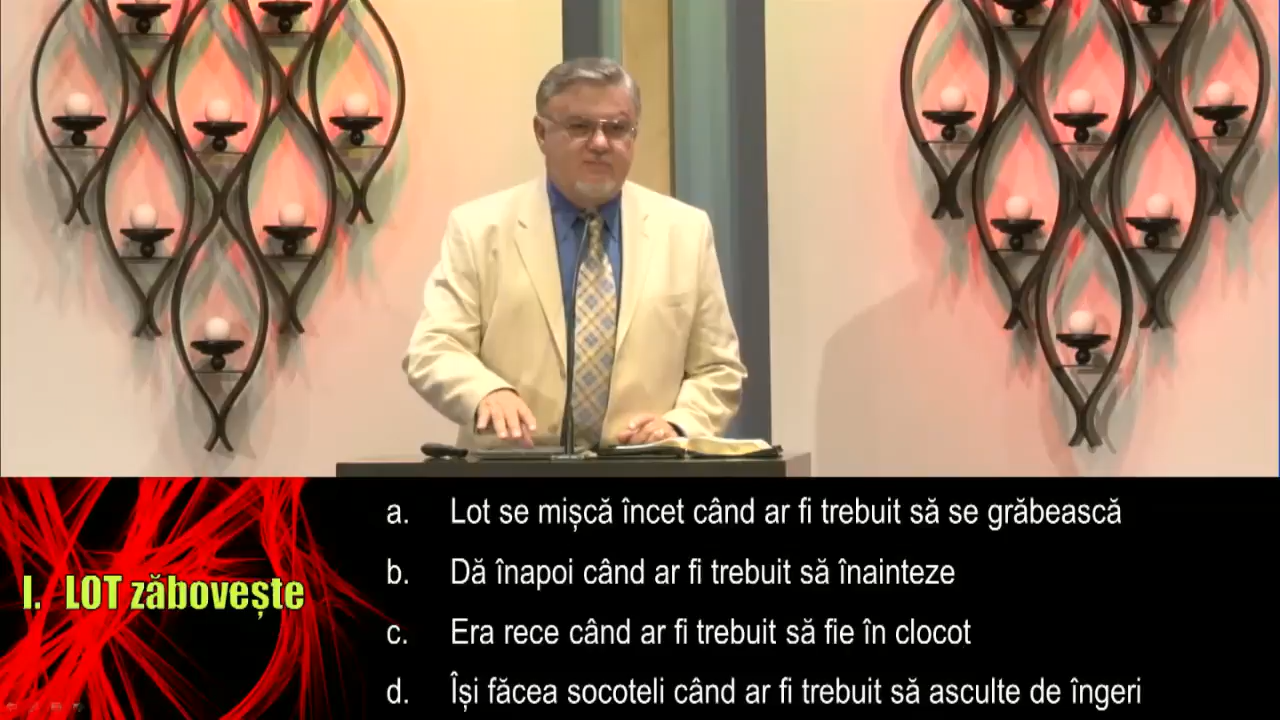 I. LOT zăbovește
a. Lot se mișcă încet când ar fi trebuit să se grăbească
b. Dă înapoi când ar fi trebuit să înainteze
c. Era rece când ar fi trebuit să fie în clocot
d. Își făcea socoteli când ar fi trebuit să asculte de îngeri